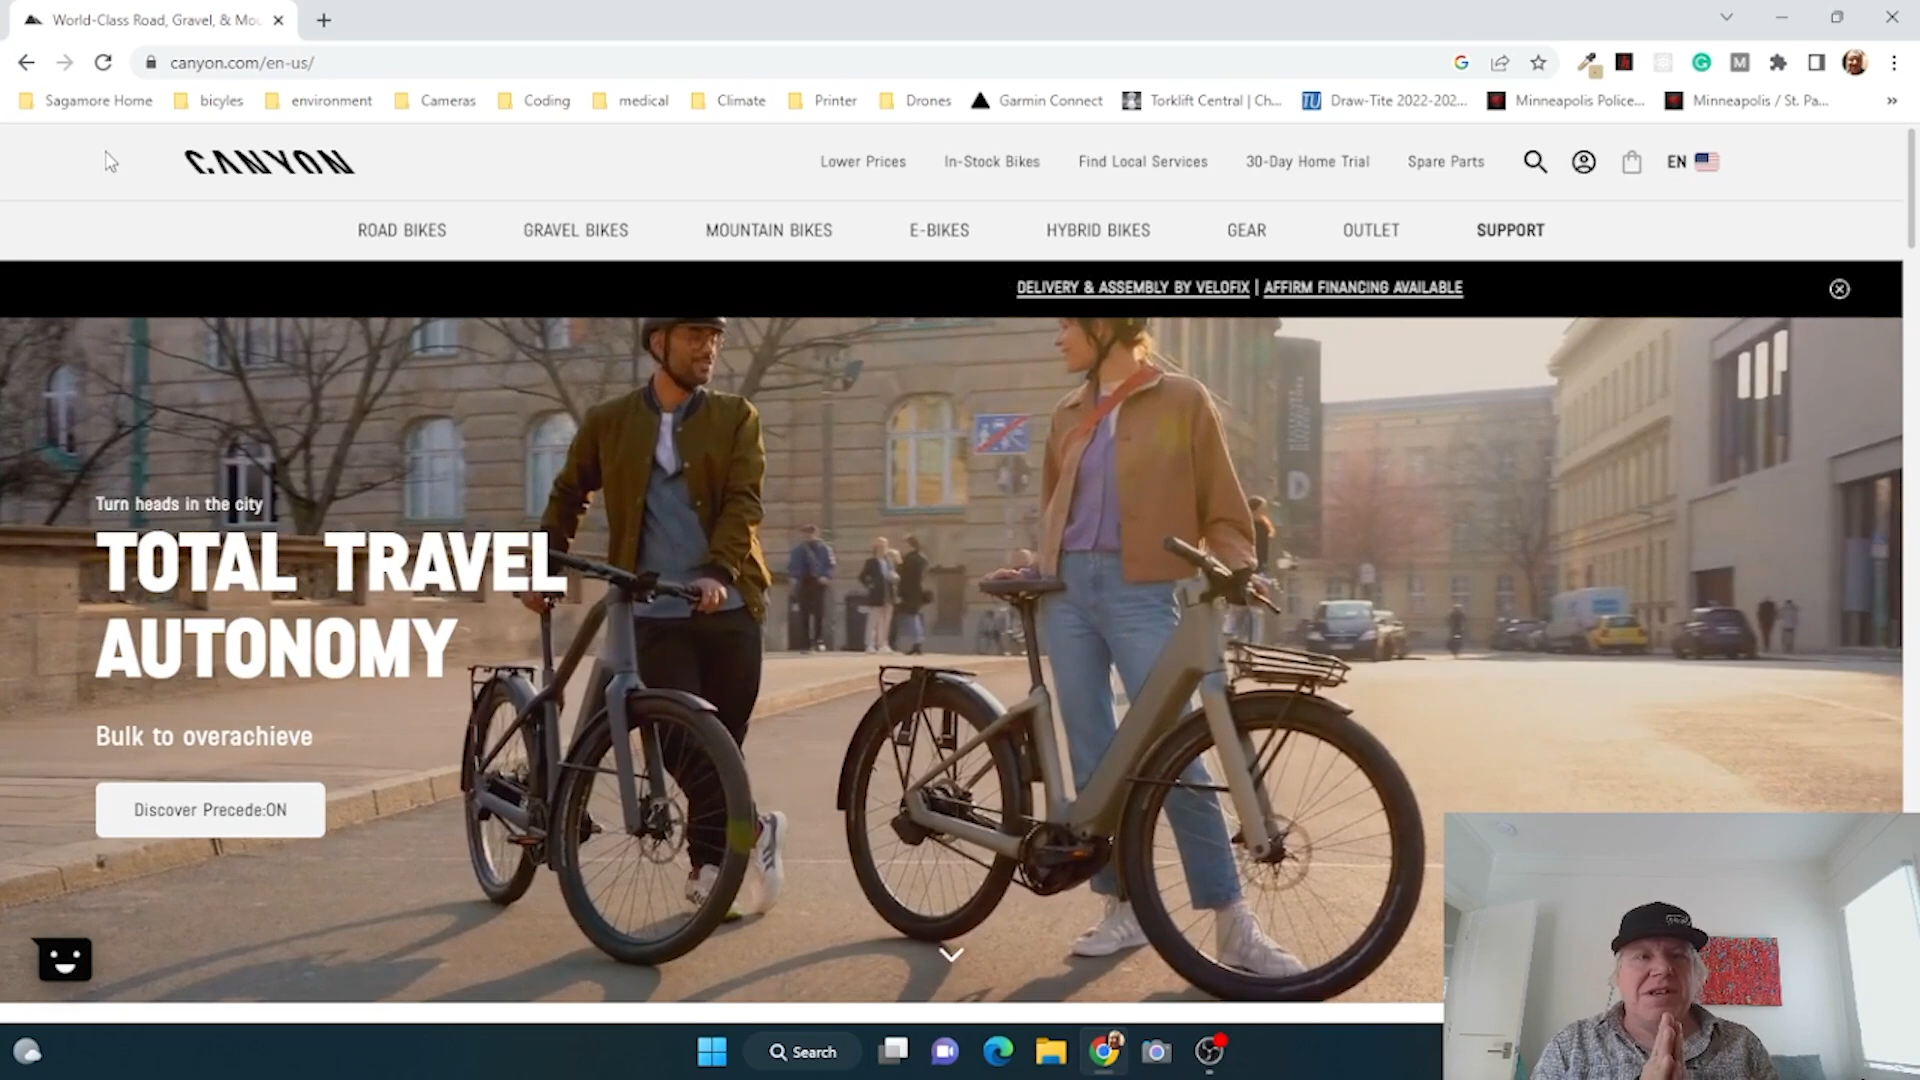 World-Class Road, Gravel, & Mou
canyon.com/en-us/
Sagamore Home
bicyles
environment
Cameras
Coding
medical
Climate
Printer
Drones
Garmin Connect
Torklift Central | Ch...
Draw-Tite 2022-202...
Minneapolis Police...
Minneapolis / St. Pa...
»
CANYON
Lower Prices
In-Stock Bikes
Find Local Services
30-Day Home Trial
Spare Parts
EN
ROAD BIKES
GRAVEL BIKES
MOUNTAIN BIKES
E-BIKES
HYBRID BIKES
GEAR
OUTLET
SUPPORT
DELIVERY & ASSEMBLY BY VELOFIX | AFFIRM FINANCING AVAILABLE
Turn heads in the city
TOTAL TRAVEL
AUTONOMY
Bulk to overachieve
Discover Precede:ON
Search